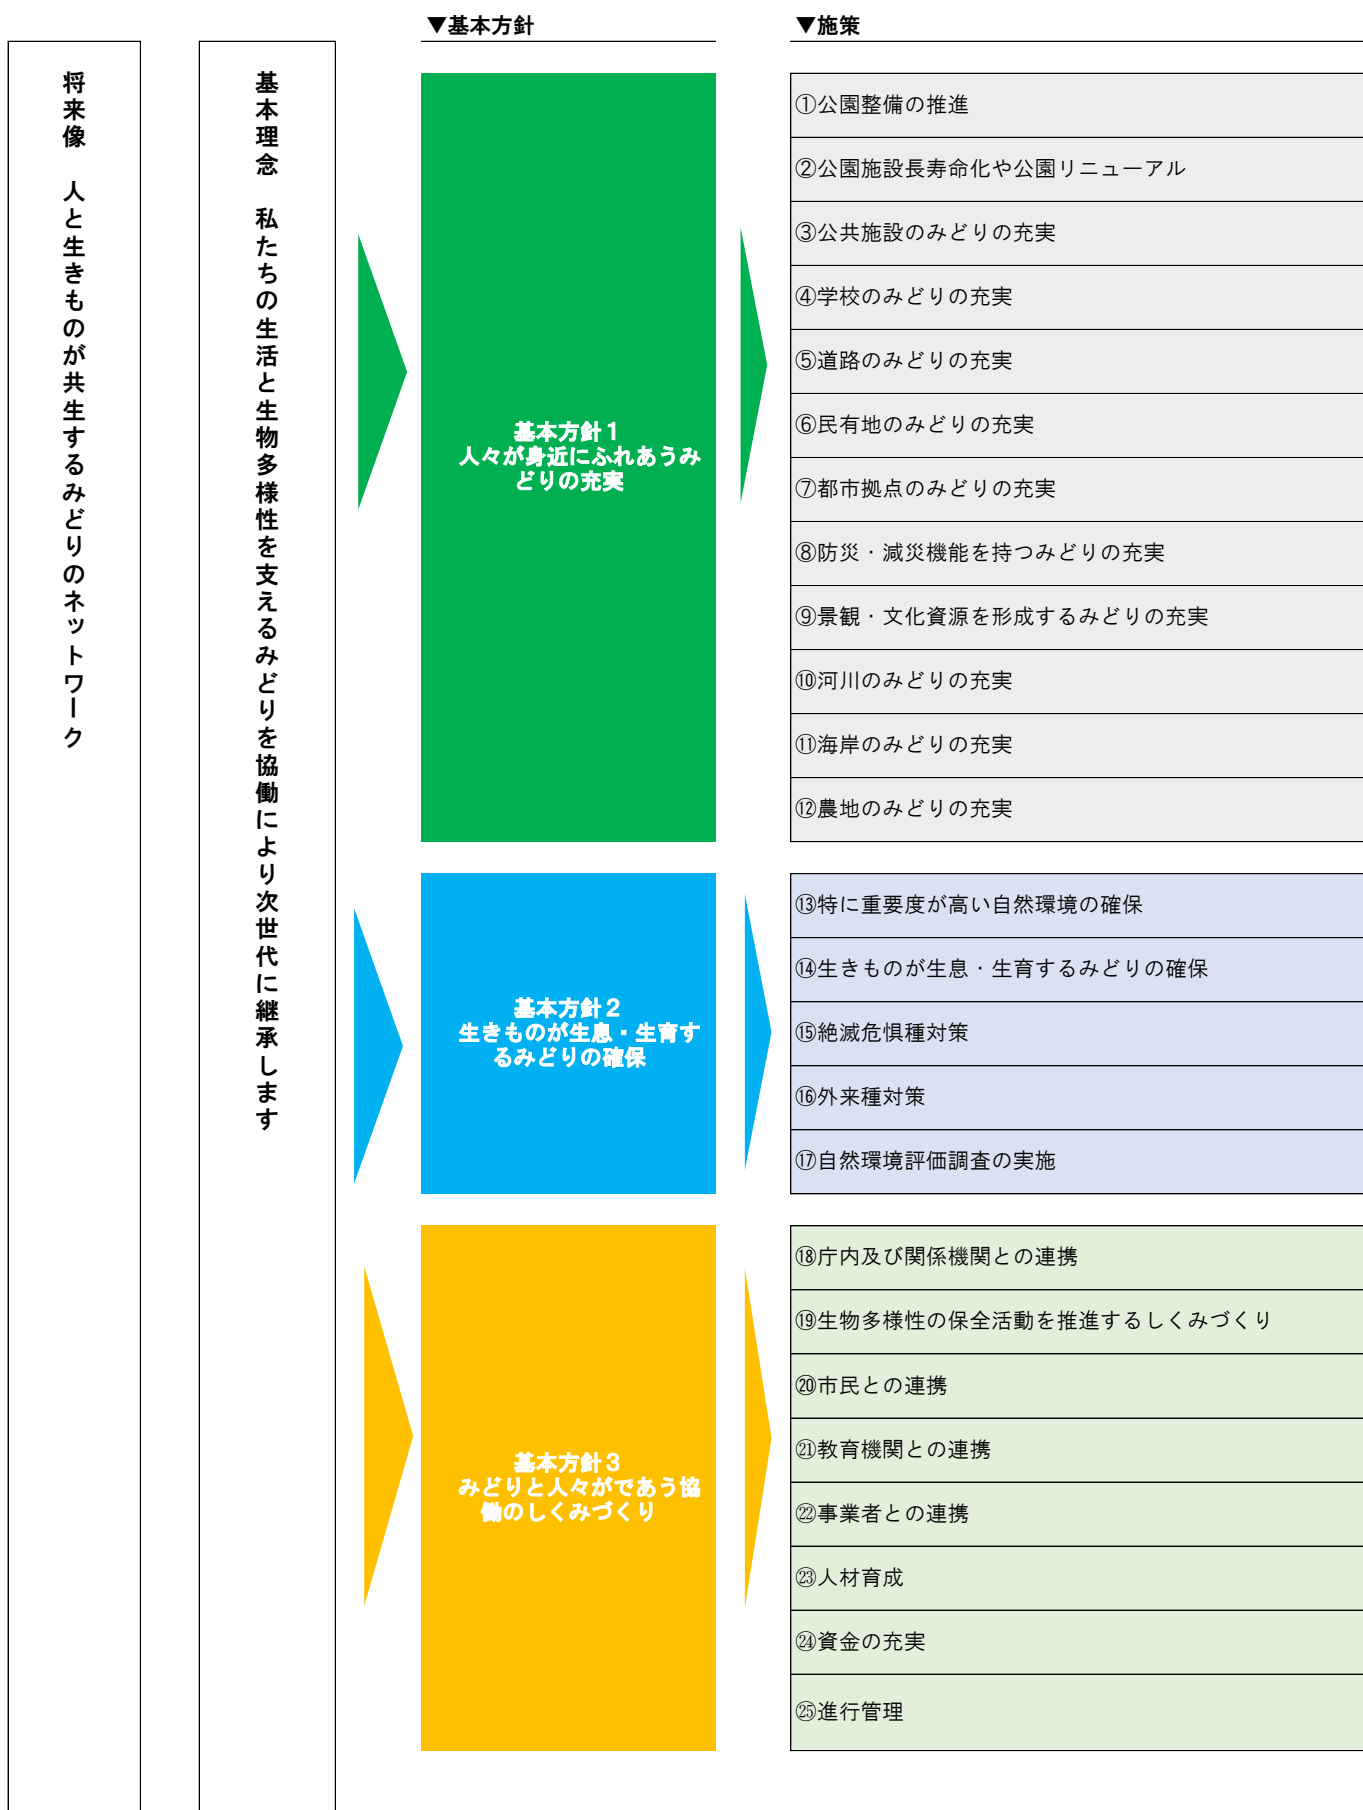 ▼基本方針
▼施策
将来像　人と生きものが共生するみどりのネットワーク
基本理念　私たちの生活と生物多様性を支えるみどりを協働により次世代に継承します
基本方針１
人々が身近にふれあうみ
どりの充実
①公園整備の推進
②公園施設長寿命化や公園リニューアル
③公共施設のみどりの充実
④学校のみどりの充実
⑤道路のみどりの充実
⑥民有地のみどりの充実
⑦都市拠点のみどりの充実
⑧防災・減災機能を持つみどりの充実
⑨景観・文化資源を形成するみどりの充実
⑩河川のみどりの充実
⑪海岸のみどりの充実
⑫農地のみどりの充実
基本方針２
生きものが生息・生育す
るみどりの確保
⑬特に重要度が高い自然環境の確保
⑭生きものが生息・生育するみどりの確保
⑮絶滅危惧種対策
⑯外来種対策
⑰自然環境評価調査の実施
基本方針３
みどりと人々がであう協
働のしくみづくり
⑱庁内及び関係機関との連携
⑲生物多様性の保全活動を推進するしくみづくり
⑳市民との連携
㉑教育機関との連携
㉒事業者との連携
㉓人材育成
㉔資金の充実
㉕進行管理